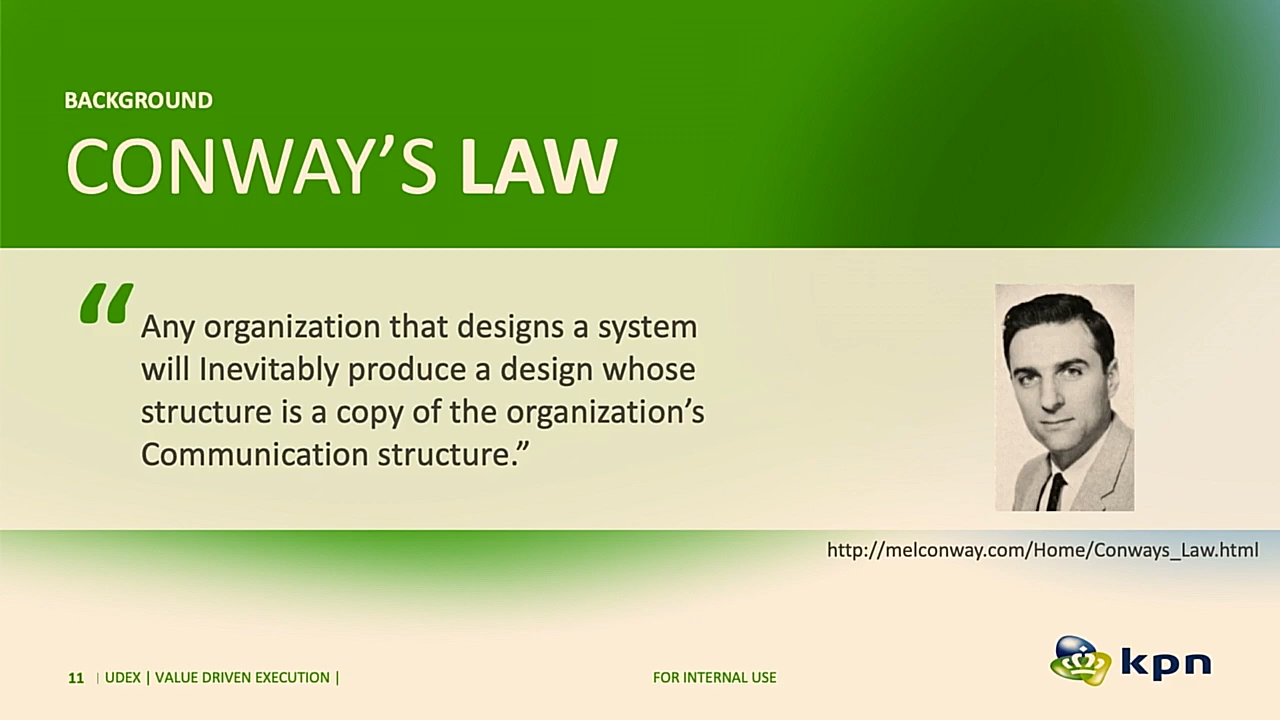 BACKGROUND
CONWAY’S LAW
“
Any organization that designs a system
will Inevitably produce a design whose
structure is a copy of the organization’s
Communication structure.”
http://melconway.com/Home/Conways_Law.html
11 | UDEX | VALUE DRIVEN EXECUTION |
FOR INTERNAL USE
kpn